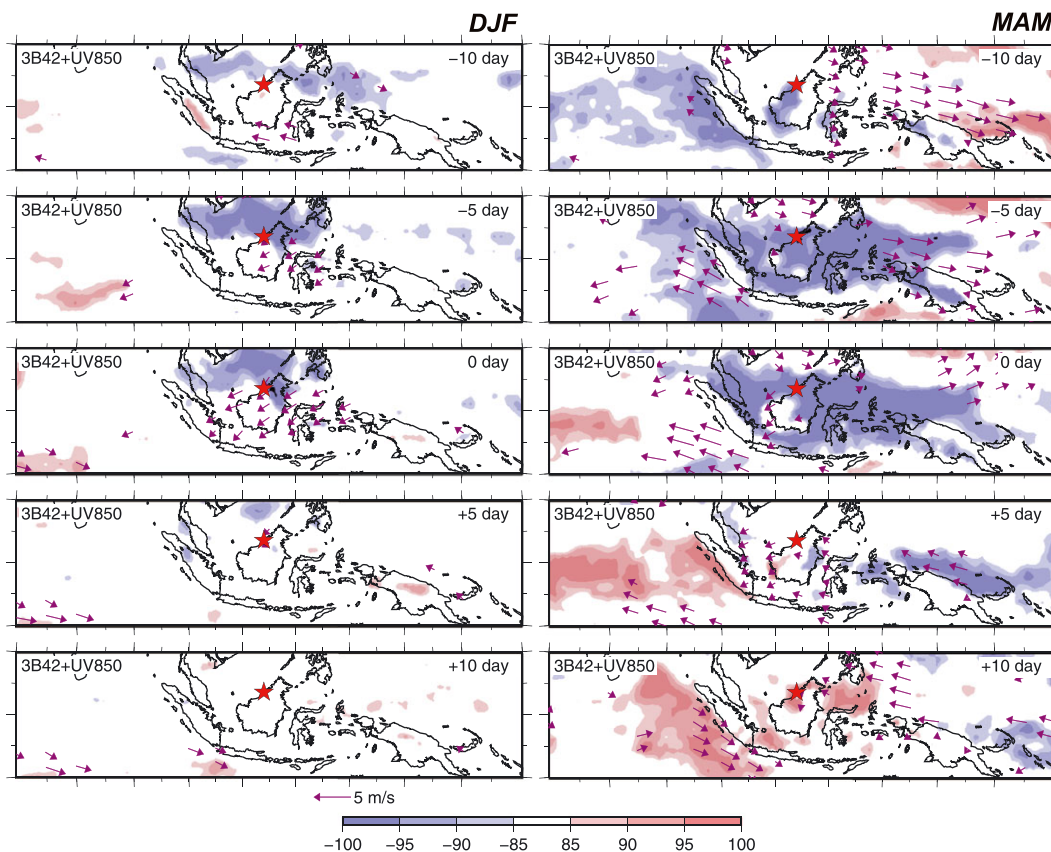 DJF MAM
3B42+UV850 −10 day 3B42+UV850 −10 day
3B42+UV850 −5 day 3B42+UV850 −5 day
3B42+UV850 0 day 3B42+UV850 0 day
3B42+UV850 +5 day 3B42+UV850 +5 day
3B42+UV850 +10 day 3B42+UV850 +10 day
5 m/s
−100 −95 −90 −85 85 90 95 100